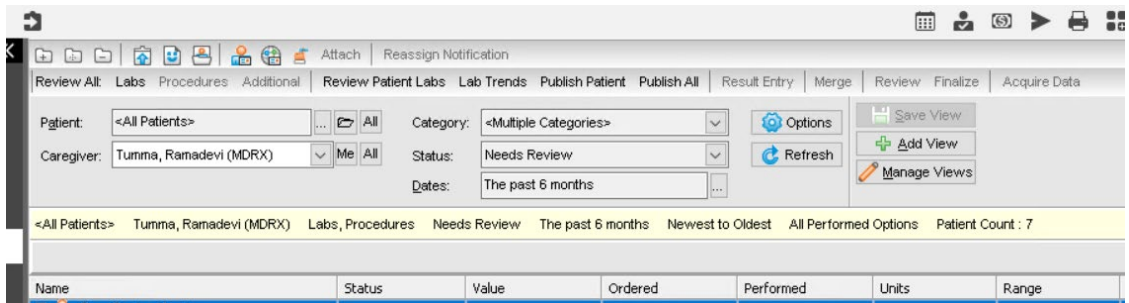 Attach Reassign Notification
Review All: Labs Procedures Additional Review Patient Labs Lab Trends Publish Patient Publish All Result Entry Merge Review Finalize Acquire Data
Patient: <All Patients> ... All Category: <Multiple Categories> Options Save View
Caregiver: Tumma, Ramadevi (MDRX) Me All Status: Needs Review Refresh Add View
Dates: The past 6 months ... Manage Views
<All Patients> Tumma, Ramadevi (MDRX) Labs, Procedures Needs Review The past 6 months Newest to Oldest All Performed Options Patient Count : 7
Name Status Value Ordered Performed Units Range